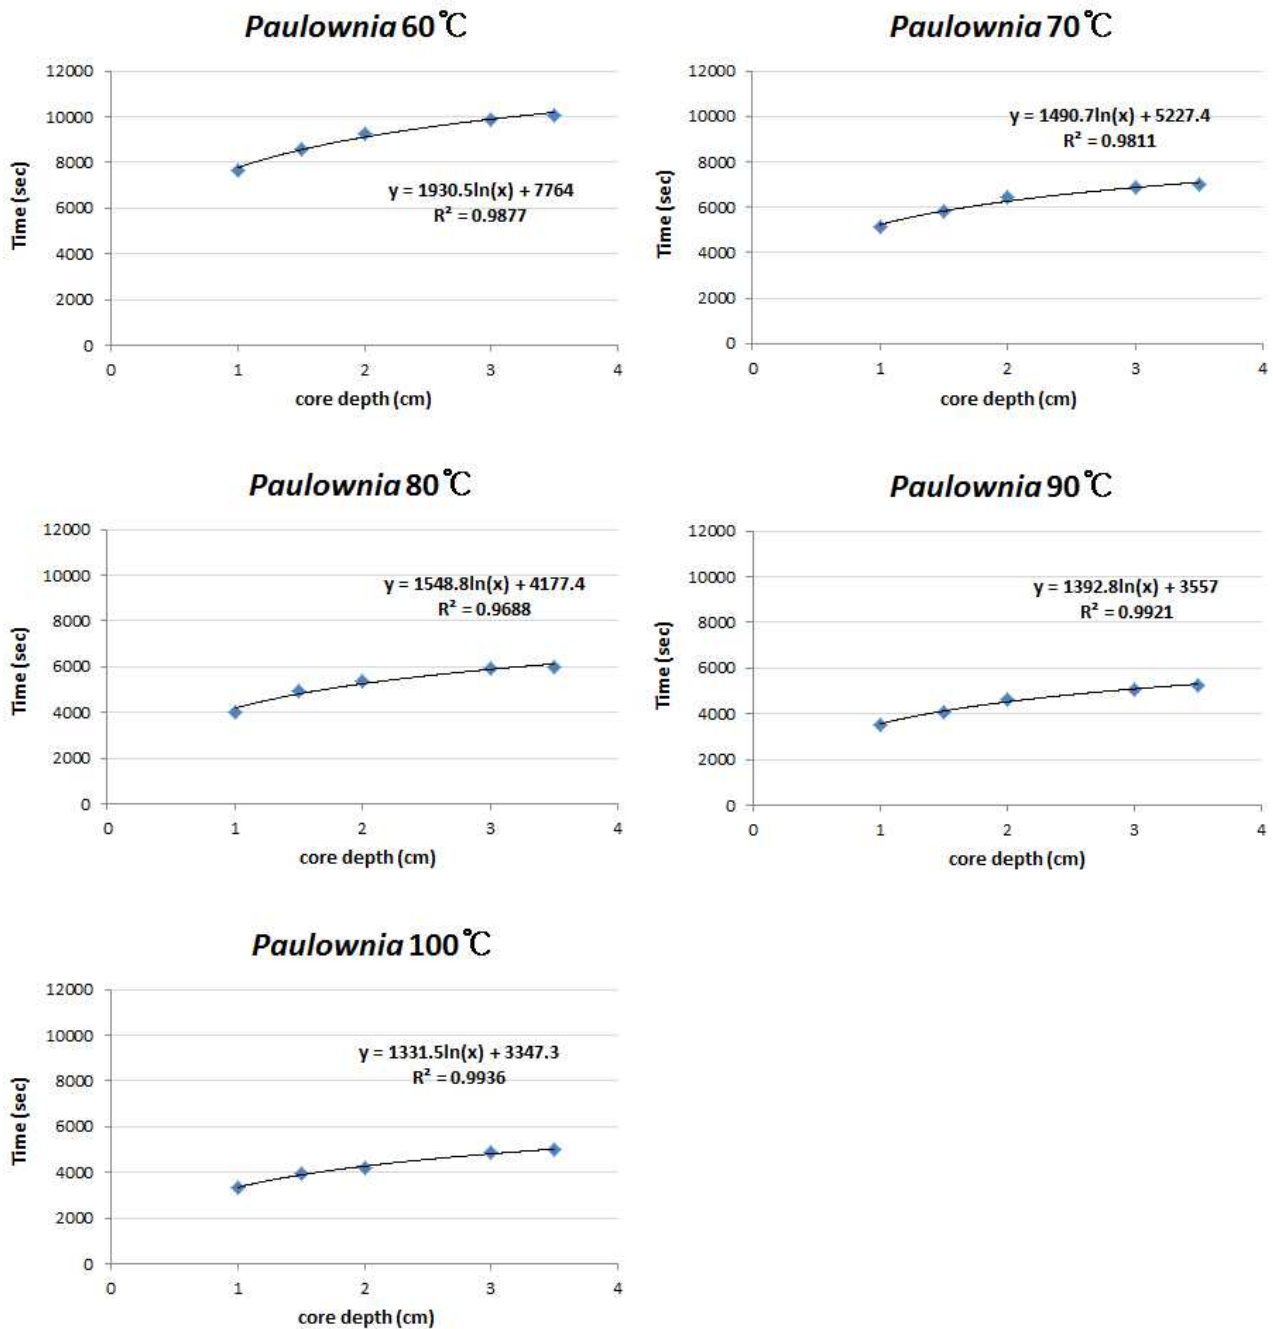 Paulownia 60℃
12000
10000
8000
6000
4000
2000
0
Time (sec)
y = 1930.5ln(x) + 7764
R² = 0.9877
0 1 2 3 4
core depth (cm)
Paulownia 70℃
12000
10000
8000
6000
4000
2000
0
Time (sec)
y = 1490.7ln(x) + 5227.4
R² = 0.9811
0 1 2 3 4
core depth (cm)
Paulownia 80℃
12000
10000
8000
6000
4000
2000
0
Time (sec)
y = 1548.8ln(x) + 4177.4
R² = 0.9688
0 1 2 3 4
core depth (cm)
Paulownia 90℃
12000
10000
8000
6000
4000
2000
0
Time (sec)
y = 1392.8ln(x) + 3557
R² = 0.9921
0 1 2 3 4
core depth (cm)
Paulownia 100℃
12000
10000
8000
6000
4000
2000
0
Time (sec)
y = 1331.5ln(x) + 3347.3
R² = 0.9936
0 1 2 3 4
core depth (cm)